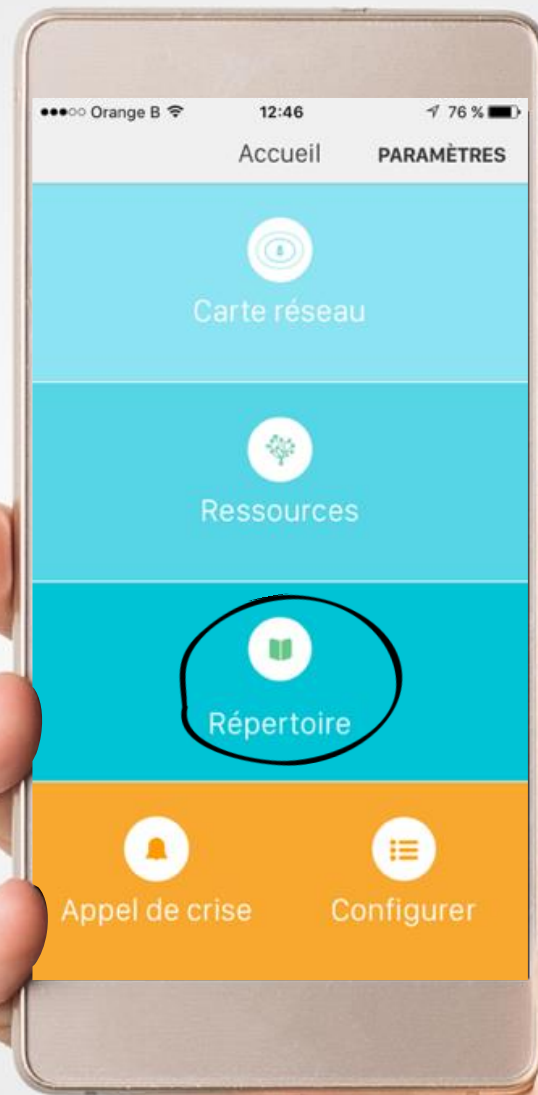 Orange B 12:46 76 %
Accueil PARAMÈTRES
Carte réseau
Ressources
Répertoire
Appel de crise Configurer